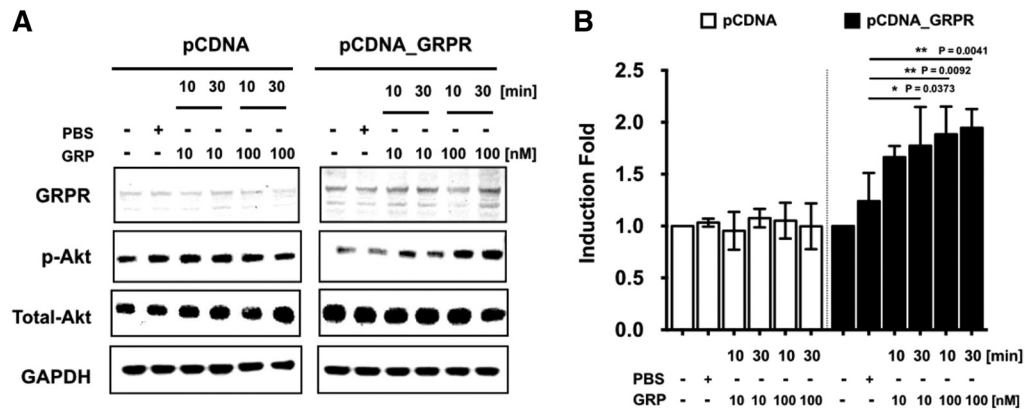 A
pCDNA
pCDNA_GRPR
10 30 10 30
10 30 10 30 [min]
PBS - + - - - -
- + - - - -
GRP - - 10 10 100 100
- - 10 10 100 100 [nM]
GRPR
p-Akt
Total-Akt
GAPDH
B
pCDNA
pCDNA_GRPR
** P = 0.0041
** P = 0.0092
* P = 0.0373
Induction Fold
2.5
2.0
1.5
1.0
0.5
0.0
10 30 10 30 10 30 10 30 [min]
PBS - + - - - - - + - - - -
GRP - - 10 10 100 100 - - 10 10 100 100 [nM]